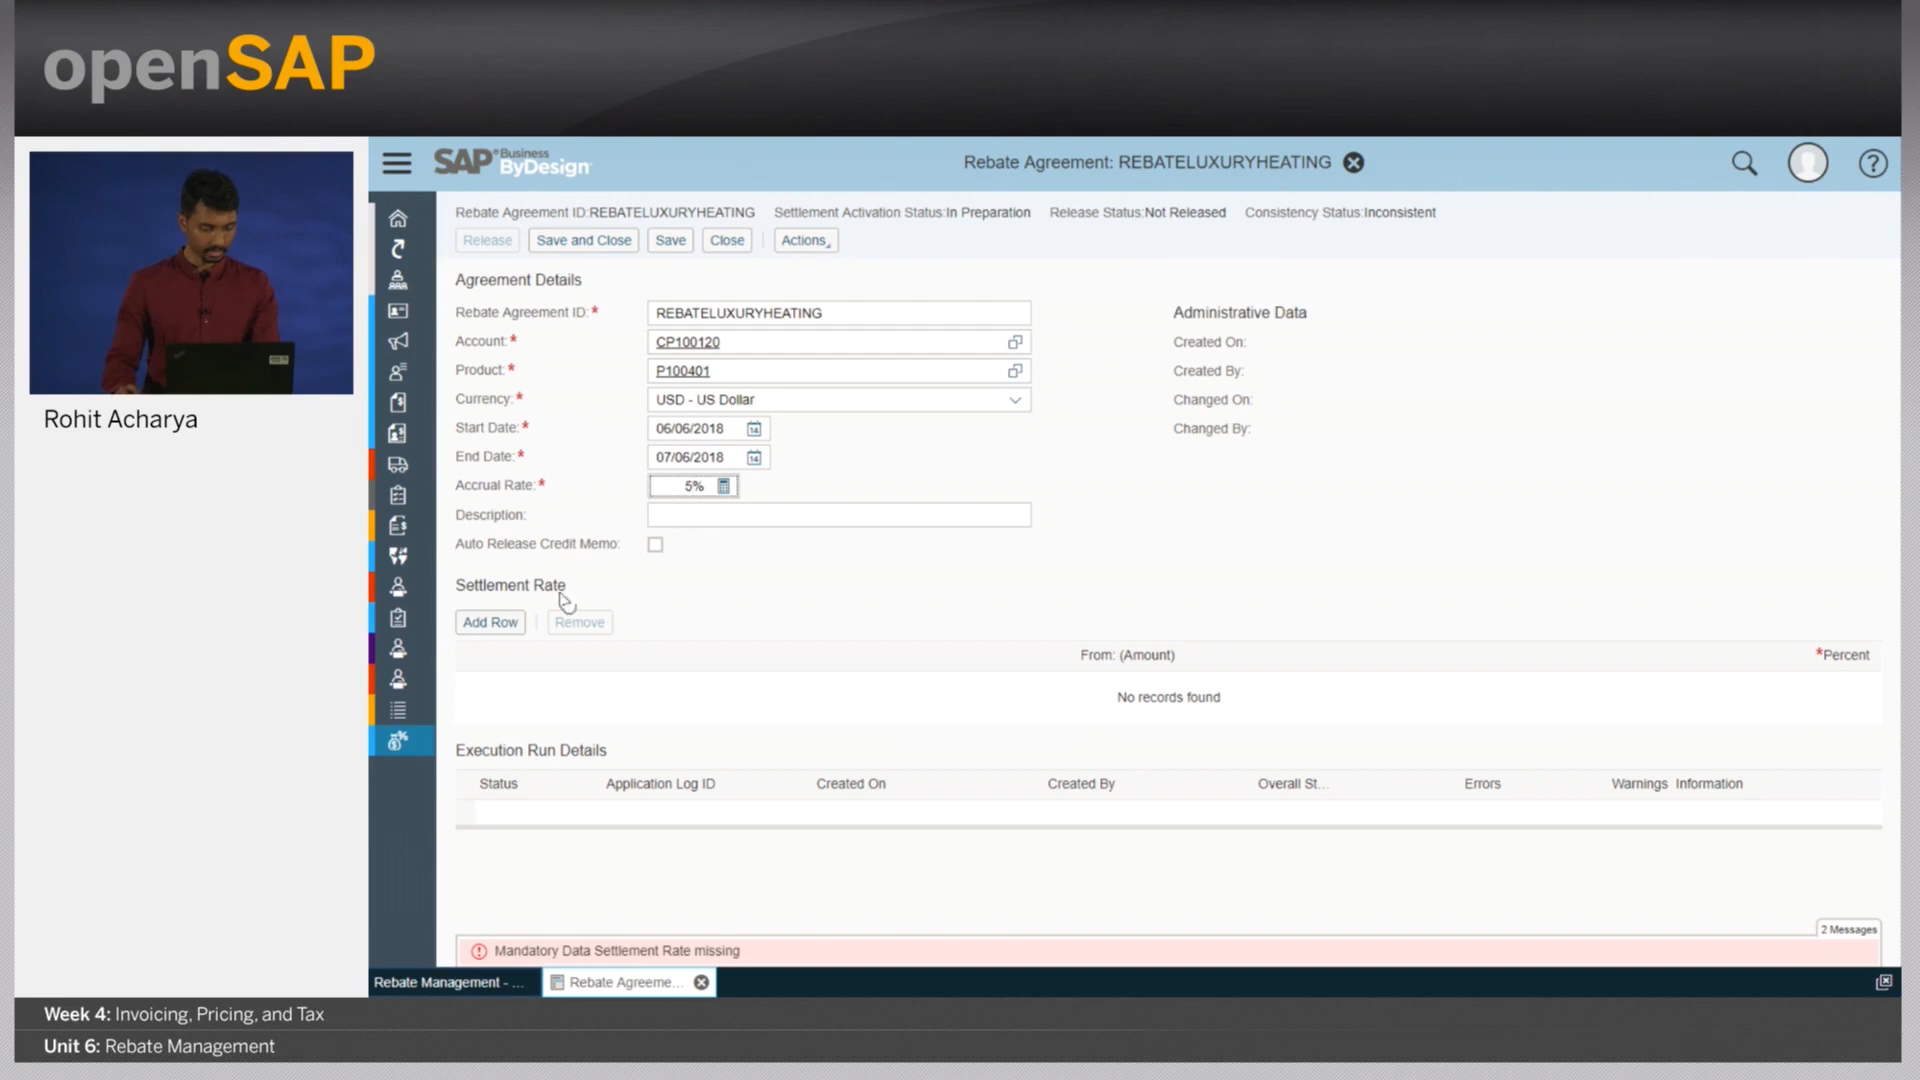 openSAP
SAP Business ByDesign
Rebate Agreement: REBATELUXURYHEATING
Rebate Agreement ID:REBATELUXURYHEATING Settlement Activation Status:In Preparation Release Status:Not Released Consistency Status:Inconsistent
Release Save and Close Save Close Actions
Agreement Details
Rebate Agreement ID:* REBATELUXURYHEATING Administrative Data
Account:* CP100120 Created On:
Product:* P100401 Created By:
Currency:* USD - US Dollar Changed On:
Start Date:* 06/06/2018 Changed By:
End Date:* 07/06/2018
Accrual Rate:* 5%
Description:
Auto Release Credit Memo:
Settlement Rate
Add Row Remove
From: (Amount) *Percent
No records found
Execution Run Details
Status Application Log ID Created On Created By Overall St... Errors Warnings Information
2 Messages
Mandatory Data Settlement Rate missing
Rebate Management - ... Rebate Agreeme...
Rohit Acharya
Week 4: Invoicing, Pricing, and Tax
Unit 6: Rebate Management